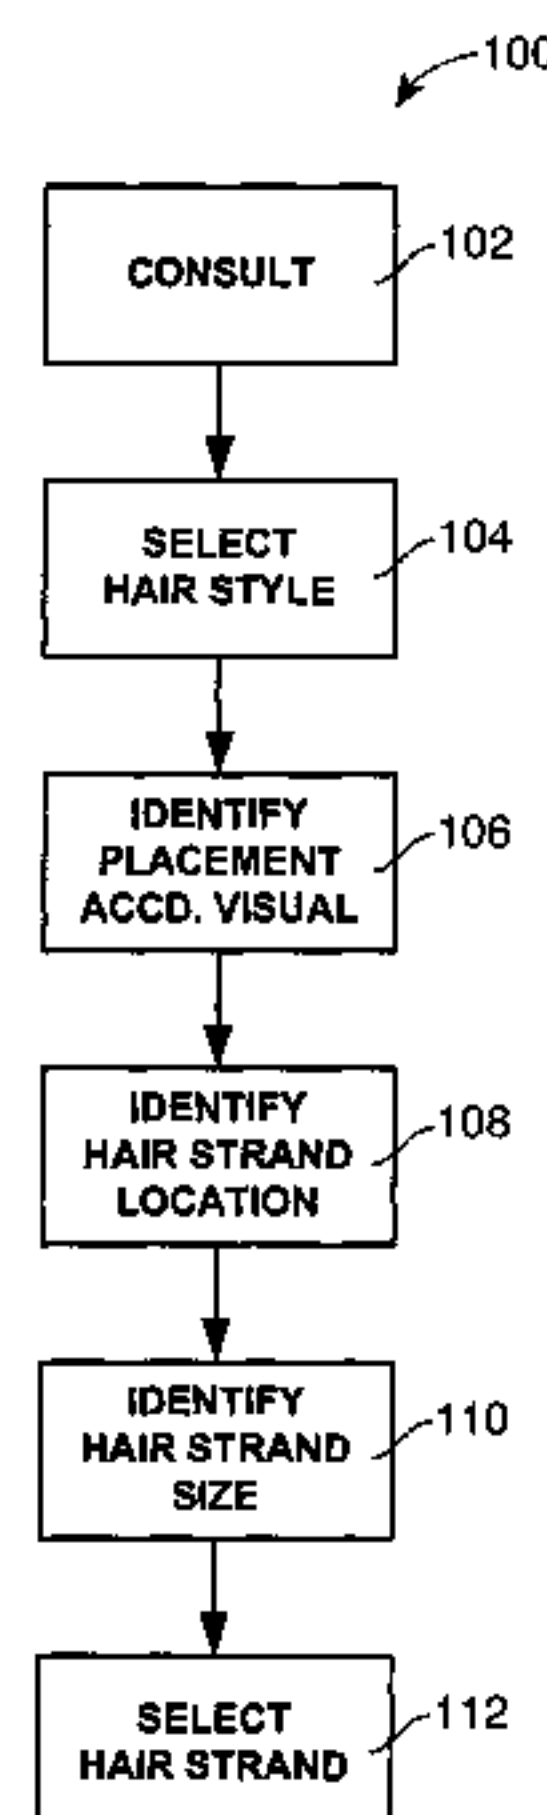 100
CONSULT
102
SELECT
HAIR STYLE
104
IDENTIFY
PLACEMENT
ACCD. VISUAL
106
IDENTIFY
HAIR STRAND
LOCATION
108
IDENTIFY
HAIR STRAND
SIZE
110
SELECT
HAIR STRAND
112